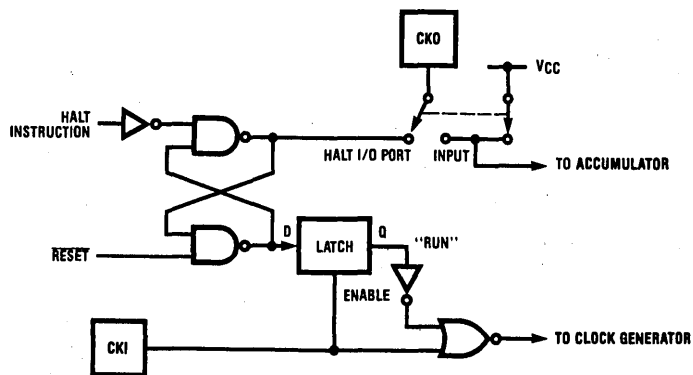 CKO
VCC
HALT
INSTRUCTION
HALT I/O PORT
INPUT
TO ACCUMULATOR
D
Q
"RUN"
LATCH
RESET
ENABLE
CKI
TO CLOCK GENERATOR